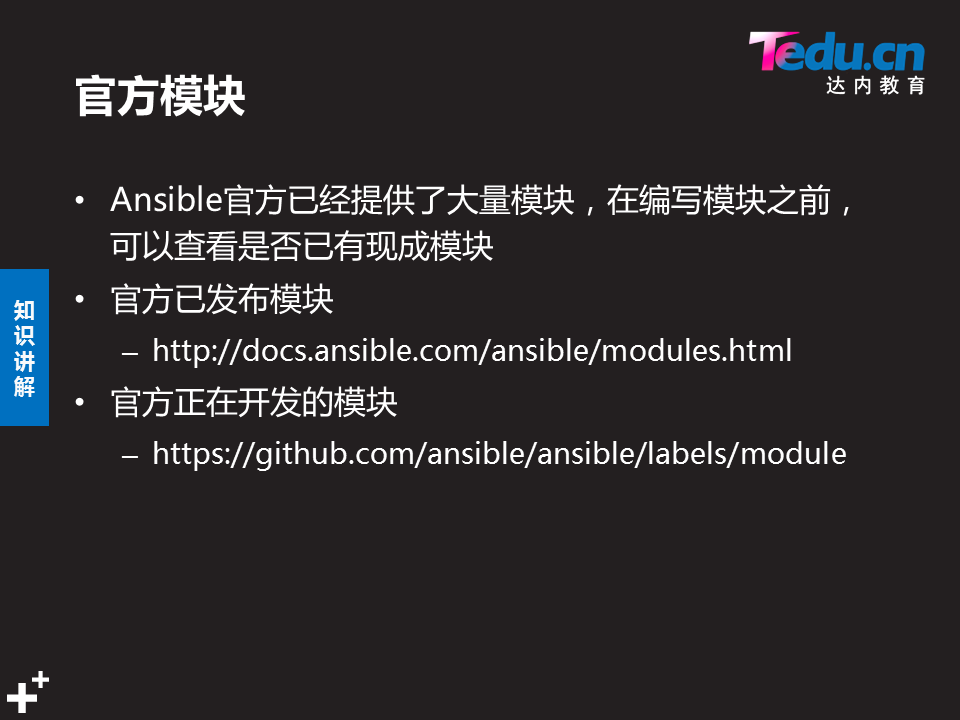 Tedu.cn
达内教育
官方模块
• Ansible官方已经提供了大量模块，在编写模块之前，
可以查看是否已有现成模块
• 官方已发布模块
– http://docs.ansible.com/ansible/modules.html
• 官方正在开发的模块
– https://github.com/ansible/ansible/labels/module
知
识
讲
解